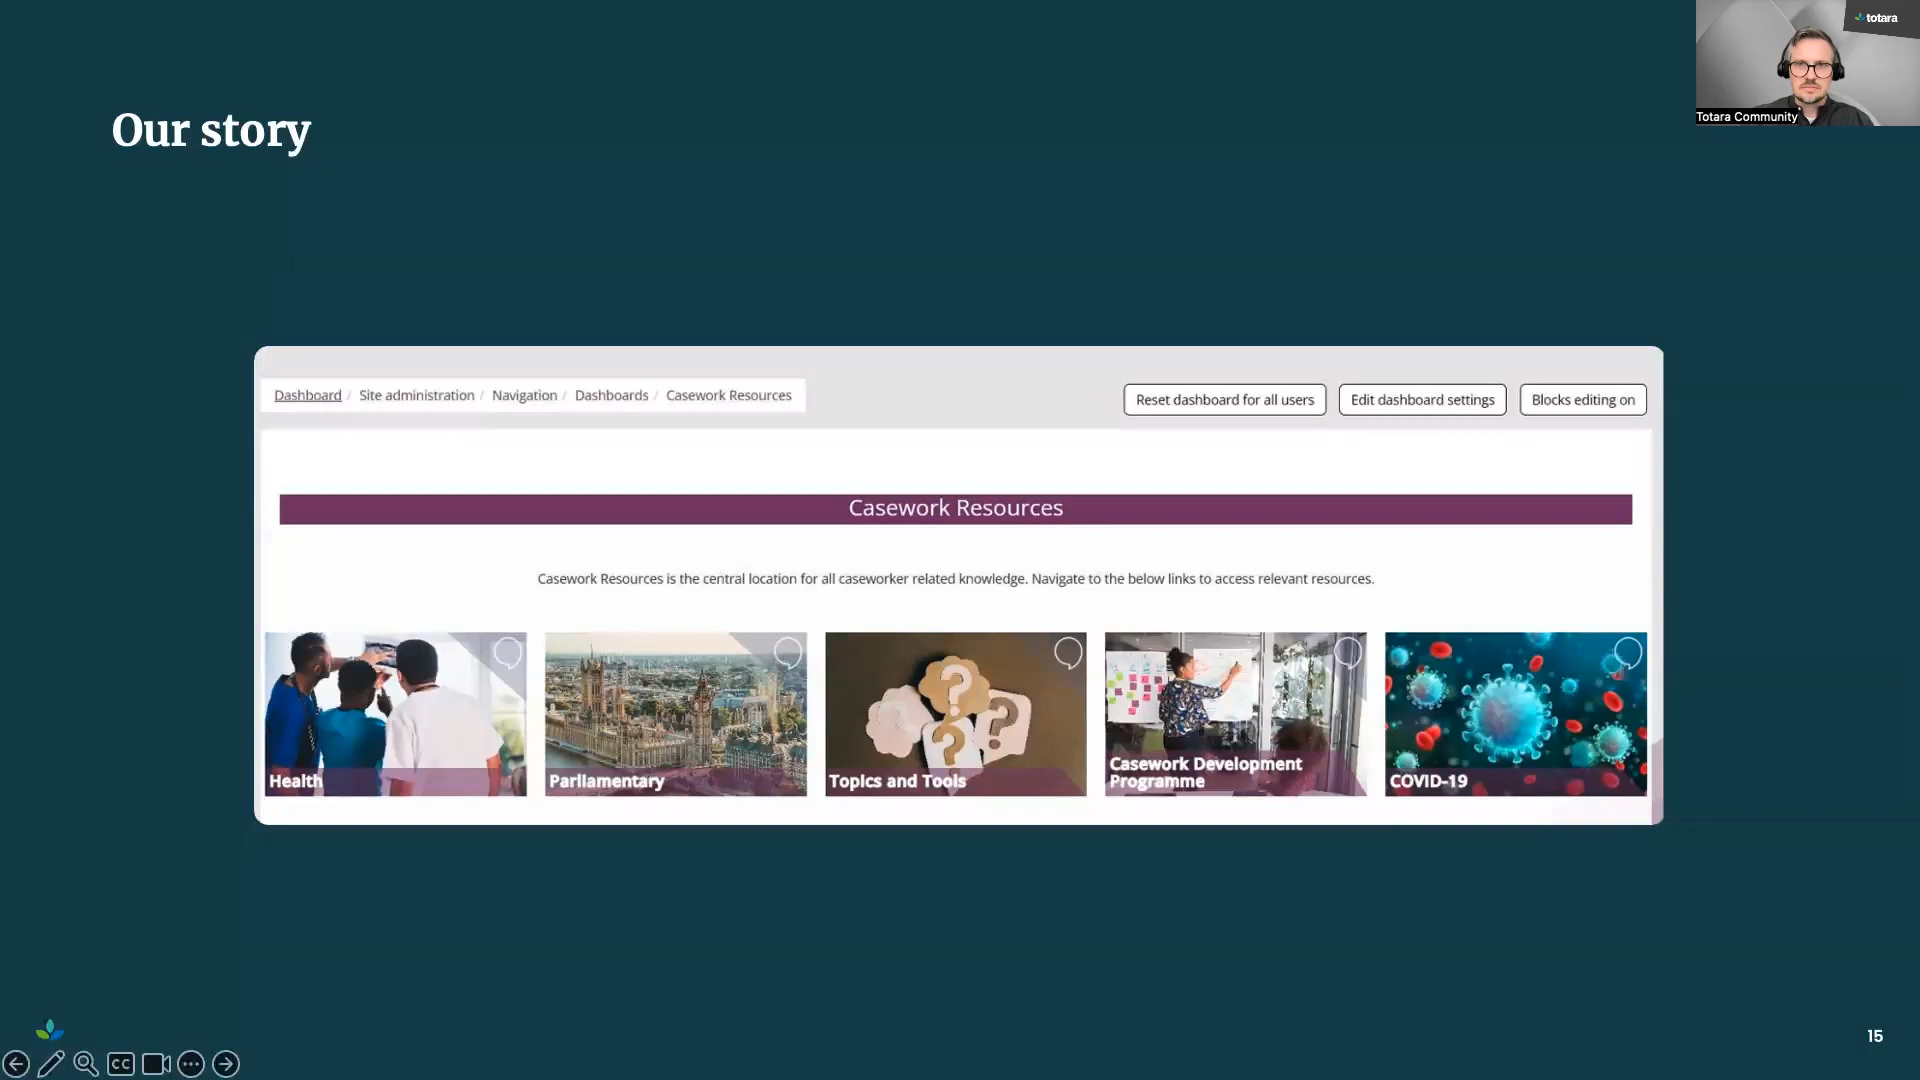 totara
Totara Community
Our story
Dashboard / Site administration / Navigation / Dashboards / Casework Resources
Reset dashboard for all users
Edit dashboard settings
Blocks editing on
Casework Resources
Casework Resources is the central location for all caseworker related knowledge. Navigate to the below links to access relevant resources.
Health
Parliamentary
Topics and Tools
Casework Development
Programme
COVID-19
15
CC